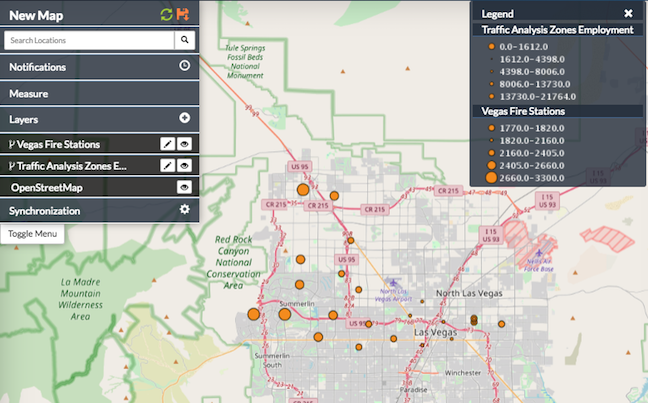 New Map
Search Locations
Notifications
Measure
Layers
Vegas Fire Stations
Traffic Analysis Zones E...
OpenStreetMap
Synchronization
Toggle Menu
Legend
Traffic Analysis Zones Employment
0.0-1612.0
1612.0-4398.0
4398.0-8006.0
8006.0-13730.0
13730.0-21764.0
Vegas Fire Stations
1770.0-1820.0
1820.0-2160.0
2160.0-2405.0
2405.0-2660.0
2660.0-3300.0
Tule Springs
Fossil Beds
National
Monument
US 95
CR 215
CR 215
CR 215
CR 215
I 15
US 93
I 15
US 93
Red Rock
Canyon
National
Conservation
Area
US 95
Nellis Air
Force Base
La Madre
Mountain
Wilderness
Area
North Las
Vegas Airport
North Las Vegas
Summerlin
US 95
Las Vegas
Summerlin
South
Winchester
Paradise